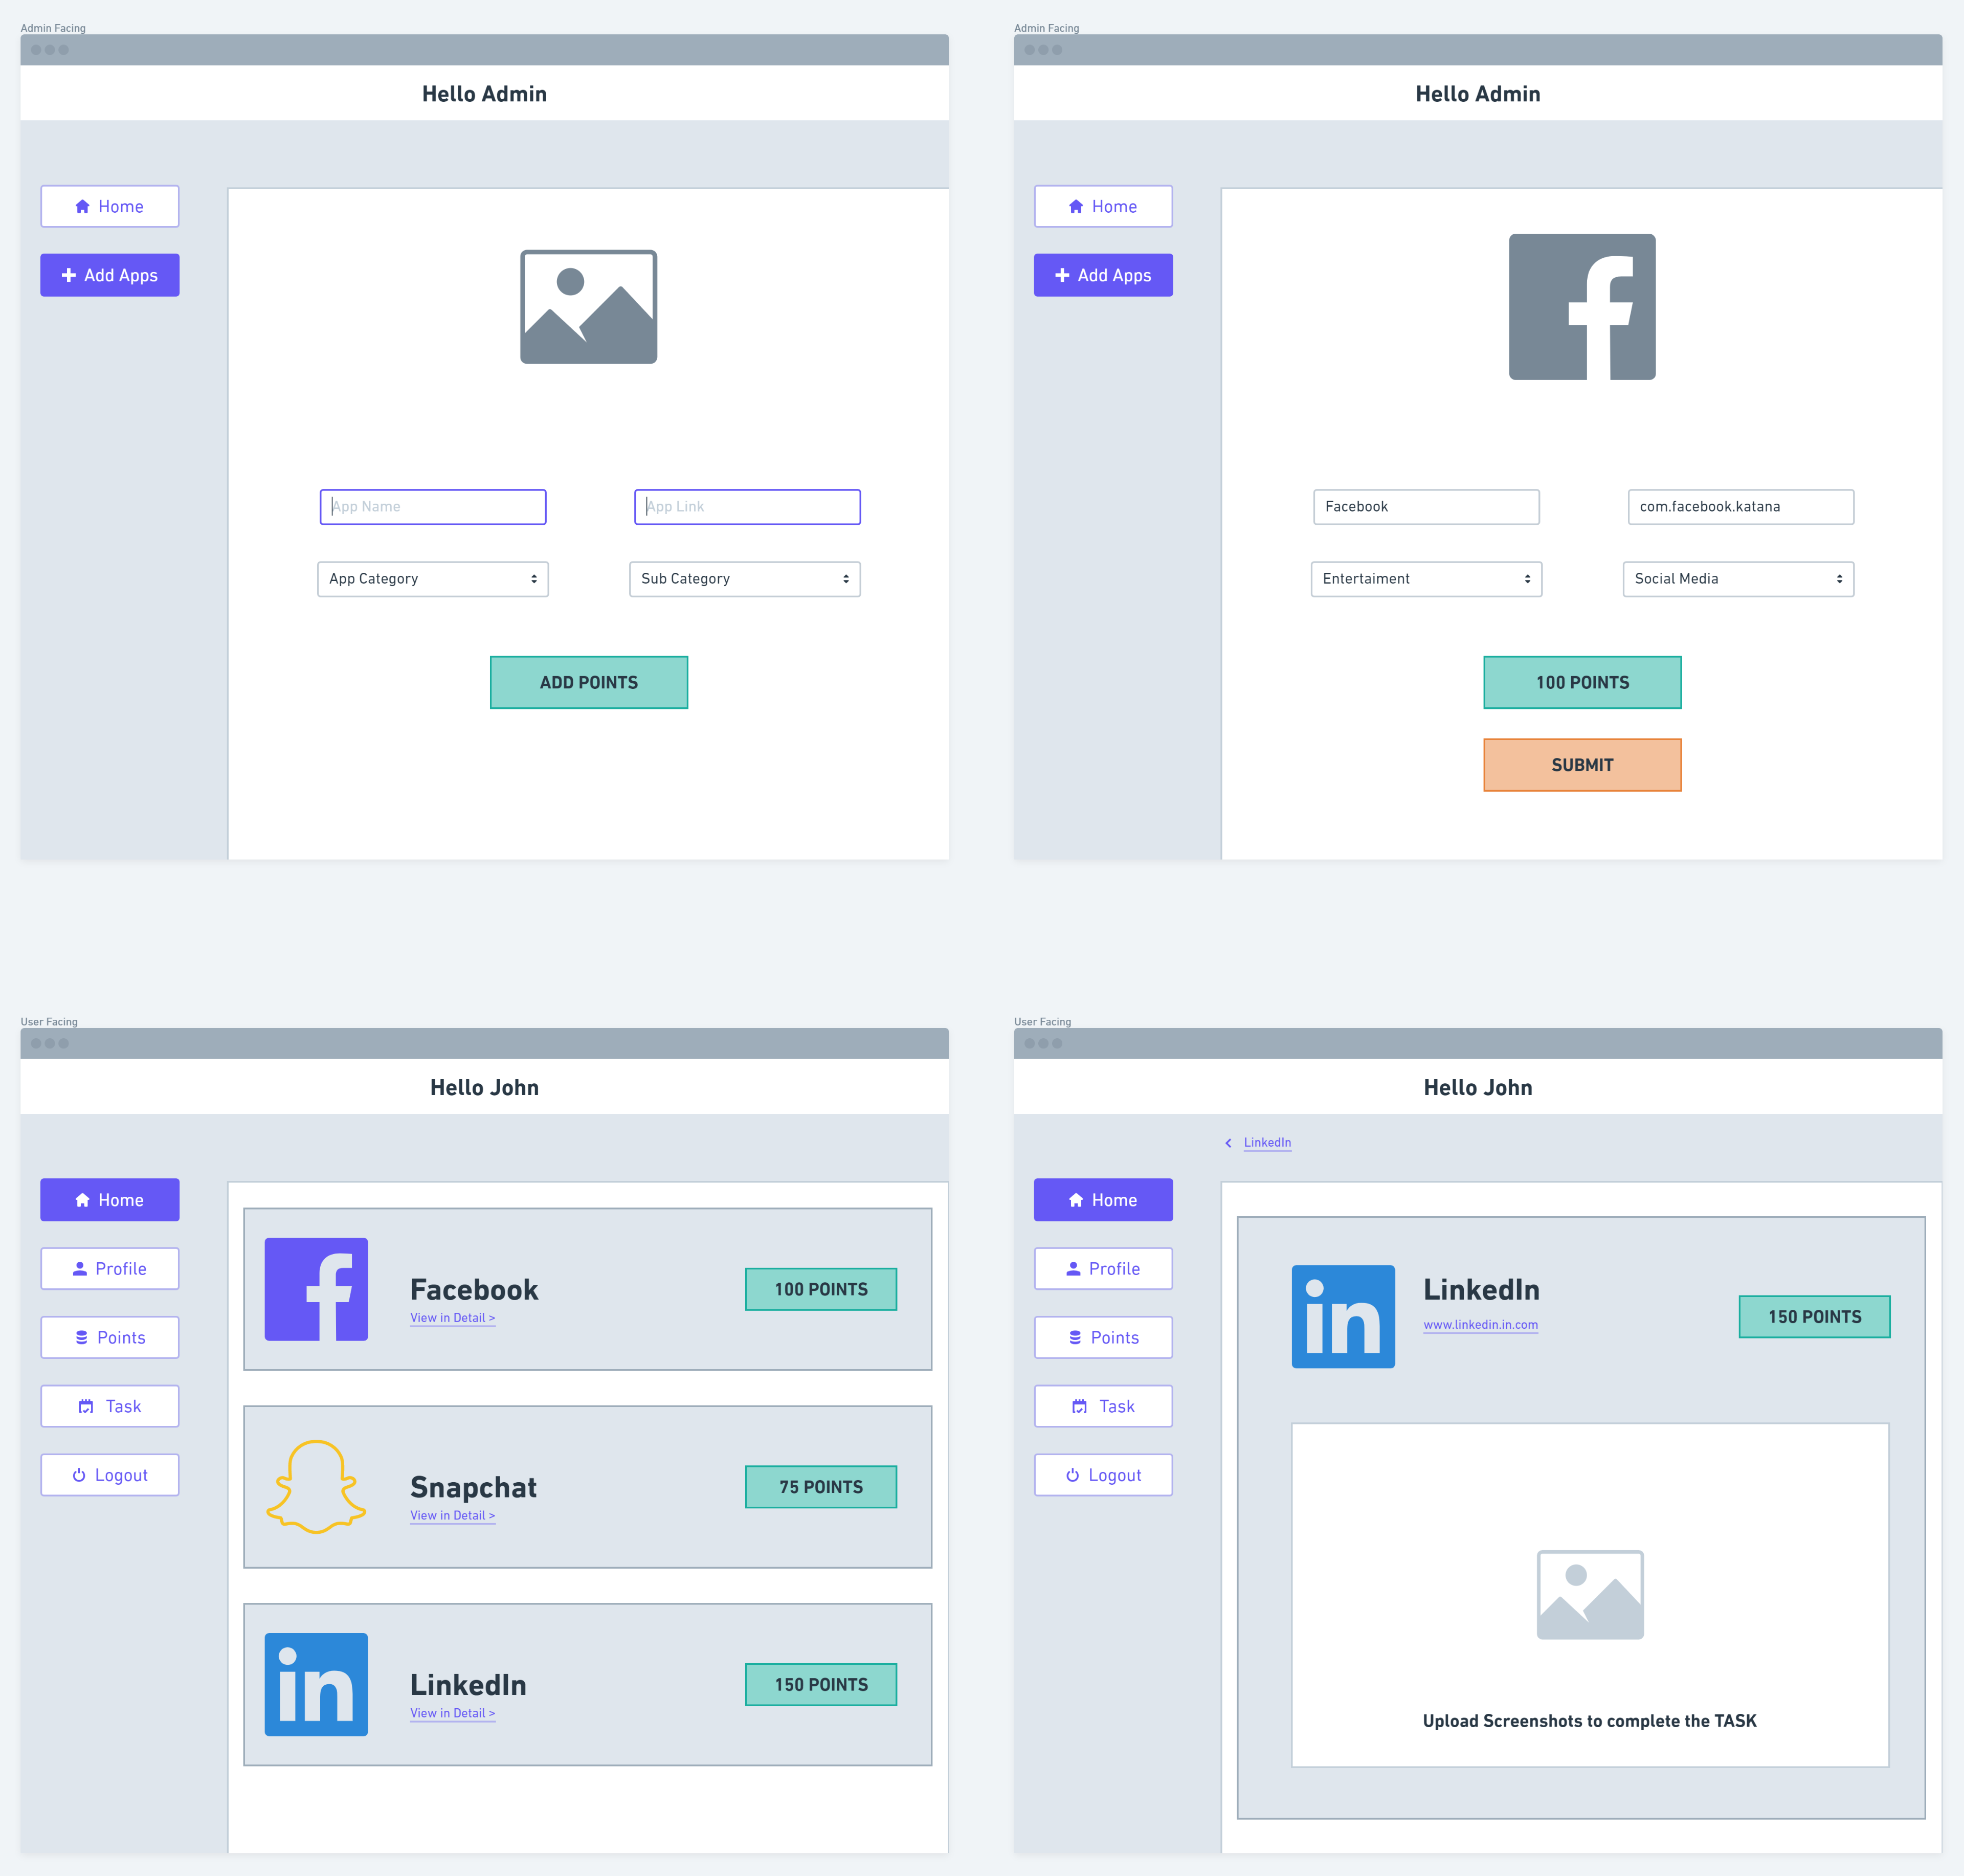 Admin Facing
Hello Admin
Home
Add Apps
App Name
App Link
App Category
Sub Category
ADD POINTS
Admin Facing
Hello Admin
Home
Add Apps
Facebook
com.facebook.katana
Entertaiment
Social Media
100 POINTS
SUBMIT
User Facing
Hello John
Home
Profile
Points
Task
Logout
Facebook
View in Detail >
100 POINTS
Snapchat
View in Detail >
75 POINTS
in
LinkedIn
View in Detail >
150 POINTS
User Facing
Hello John
LinkedIn
Home
Profile
Points
Task
Logout
in
LinkedIn
www.linkedin.in.com
150 POINTS
Upload Screenshots to complete the TASK